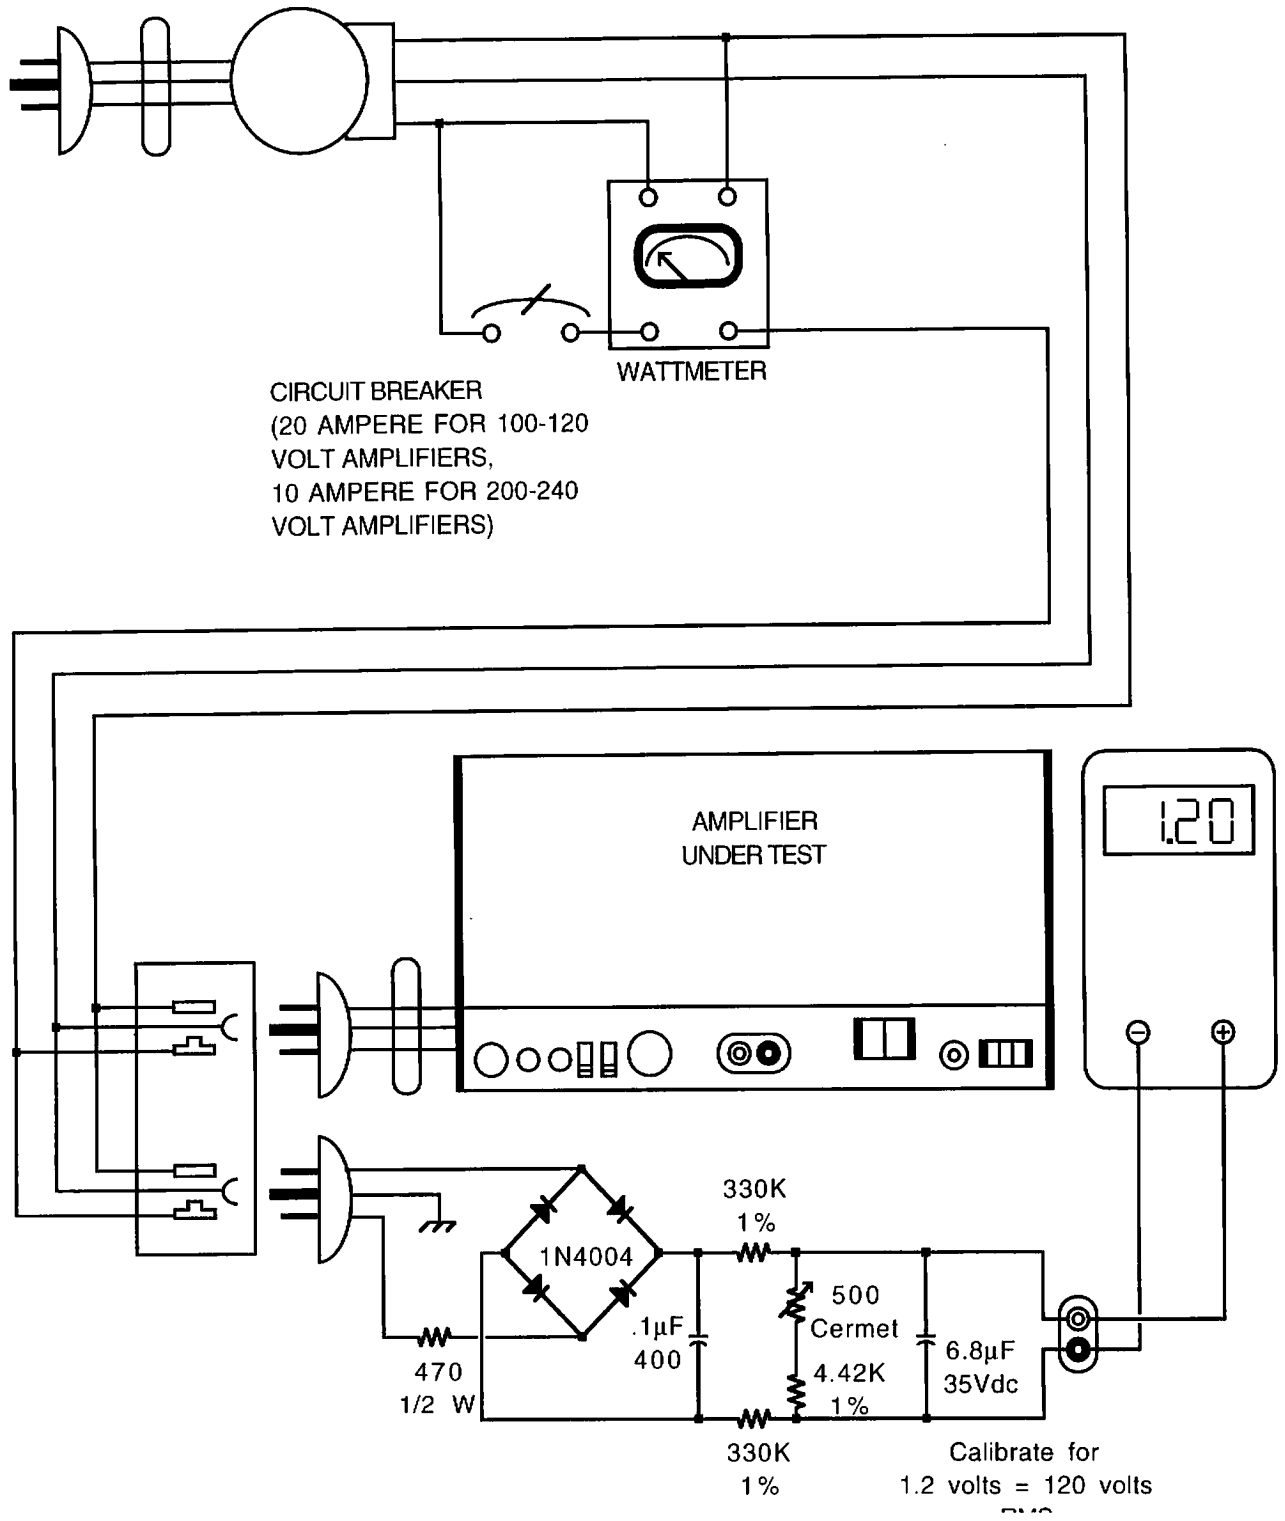 WATTMETER
CIRCUIT BREAKER
(20 AMPERE FOR 100-120
VOLT AMPLIFIERS,
10 AMPERE FOR 200-240
VOLT AMPLIFIERS)
AMPLIFIER
UNDER TEST
1.20
330K
1%
1N4004
500
Cermet
.1µF
400
470
1/2 W
4.42K
1%
6.8µF
35Vdc
330K
1%
Calibrate for
1.2 volts = 120 volts